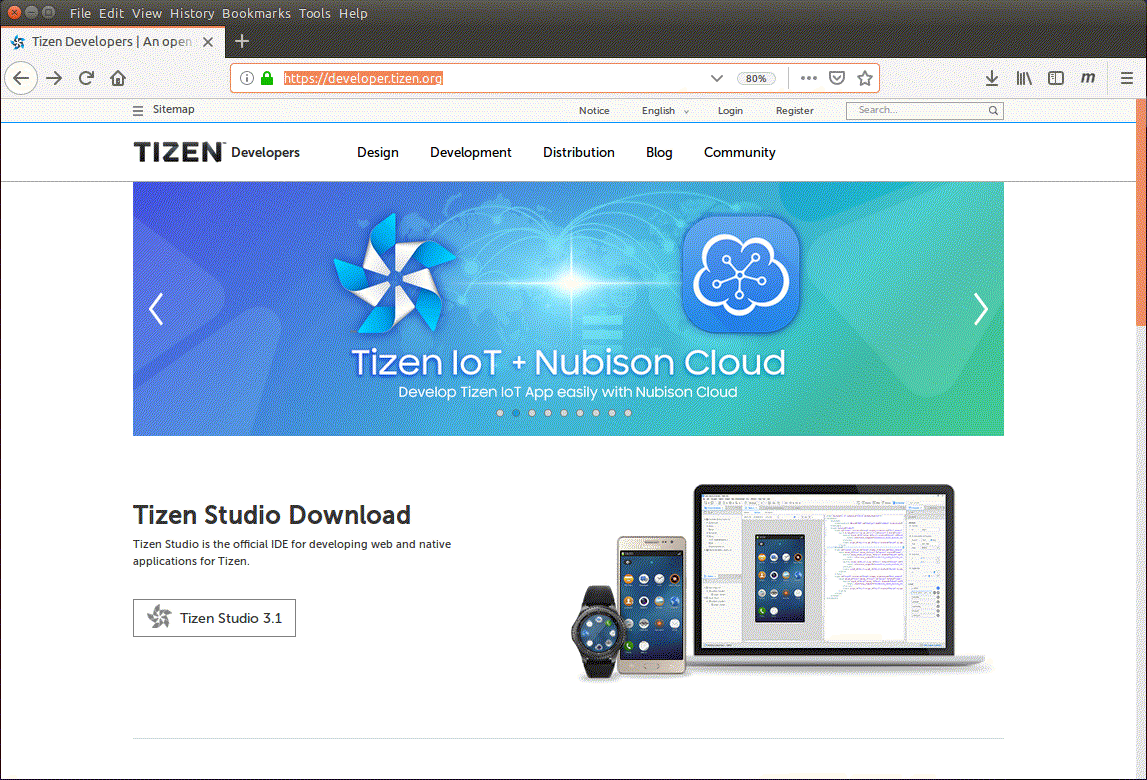 File Edit View History Bookmarks Tools Help
Tizen Developers | An open
https://developer.tizen.org
80%
Sitemap
Notice English Login Register Search...
TIZEN™ Developers Design Development Distribution Blog Community
Tizen IoT + Nubison Cloud
Develop Tizen IoT App easily with Nubison Cloud
Tizen Studio Download
Tizen Studio is the official IDE for developing web and native
applications for Tizen.
Tizen Studio 3.1